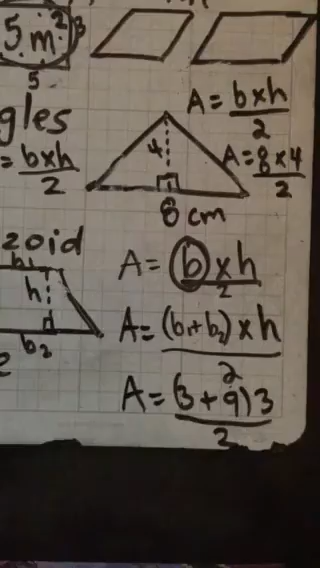 5 m² 3
5
A = b×h/2
gles
= b×h/2
4
A = 8×4/2
8 cm
zoid
b₁
A = b×h/2
h
A = (b₁+b₂)×h/2
b₂
A = (3+9)3/2